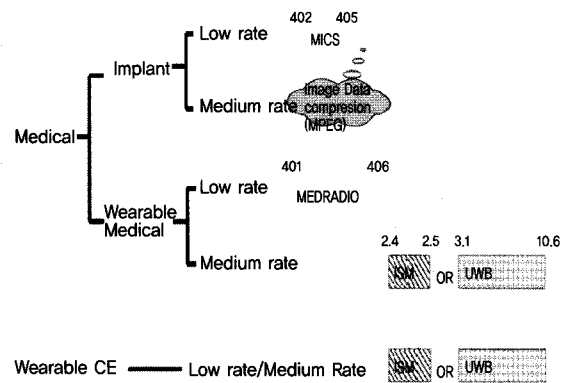 402 405
Low rate MICS
Implant
Image Data
Medium rate compresion
(MPEG)
Medical
401 406
Low rate MEDRADIO
Wearable
Medical
2.4 2.5 3.1 10.6
Medium rate ISM OR UWB
Wearable CE Low rate/Medium Rate ISM OR UWB